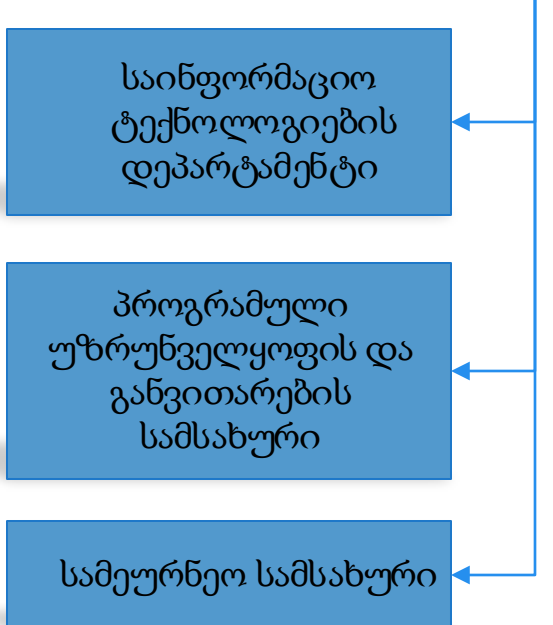 საინფორმაციო
ტექნოლოგიების
დეპარტამენტი
პროგრამული
უზრუნველყოფის და
განვითარების
სამსახური
სამეურნეო სამსახური